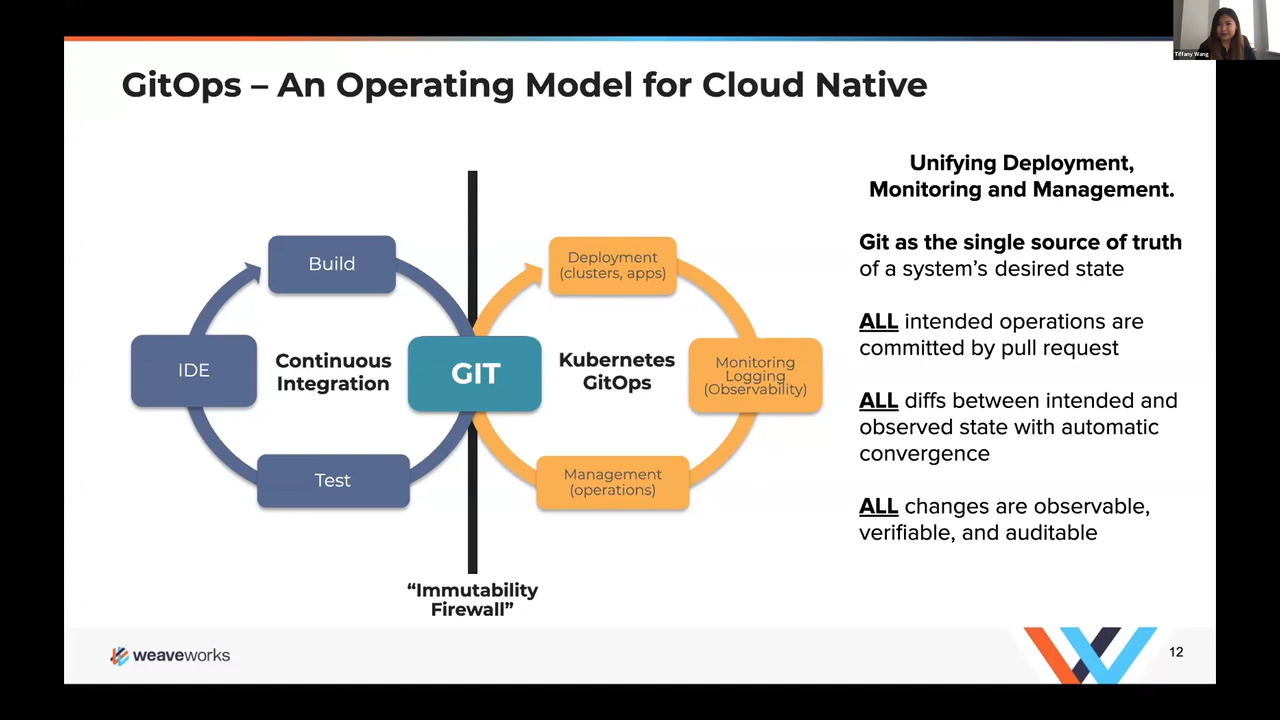 Tiffany Wang
GitOps – An Operating Model for Cloud Native
Build
IDE
Continuous
Integration
Test
GIT
Deployment
(clusters, apps)
Kubernetes
GitOps
Monitoring
Logging
(Observability)
Management
(operations)
“Immutability
Firewall”
Unifying Deployment,
Monitoring and Management.
Git as the single source of truth
of a system’s desired state
ALL intended operations are
committed by pull request
ALL diffs between intended and
observed state with automatic
convergence
ALL changes are observable,
verifiable, and auditable
weaveworks
12